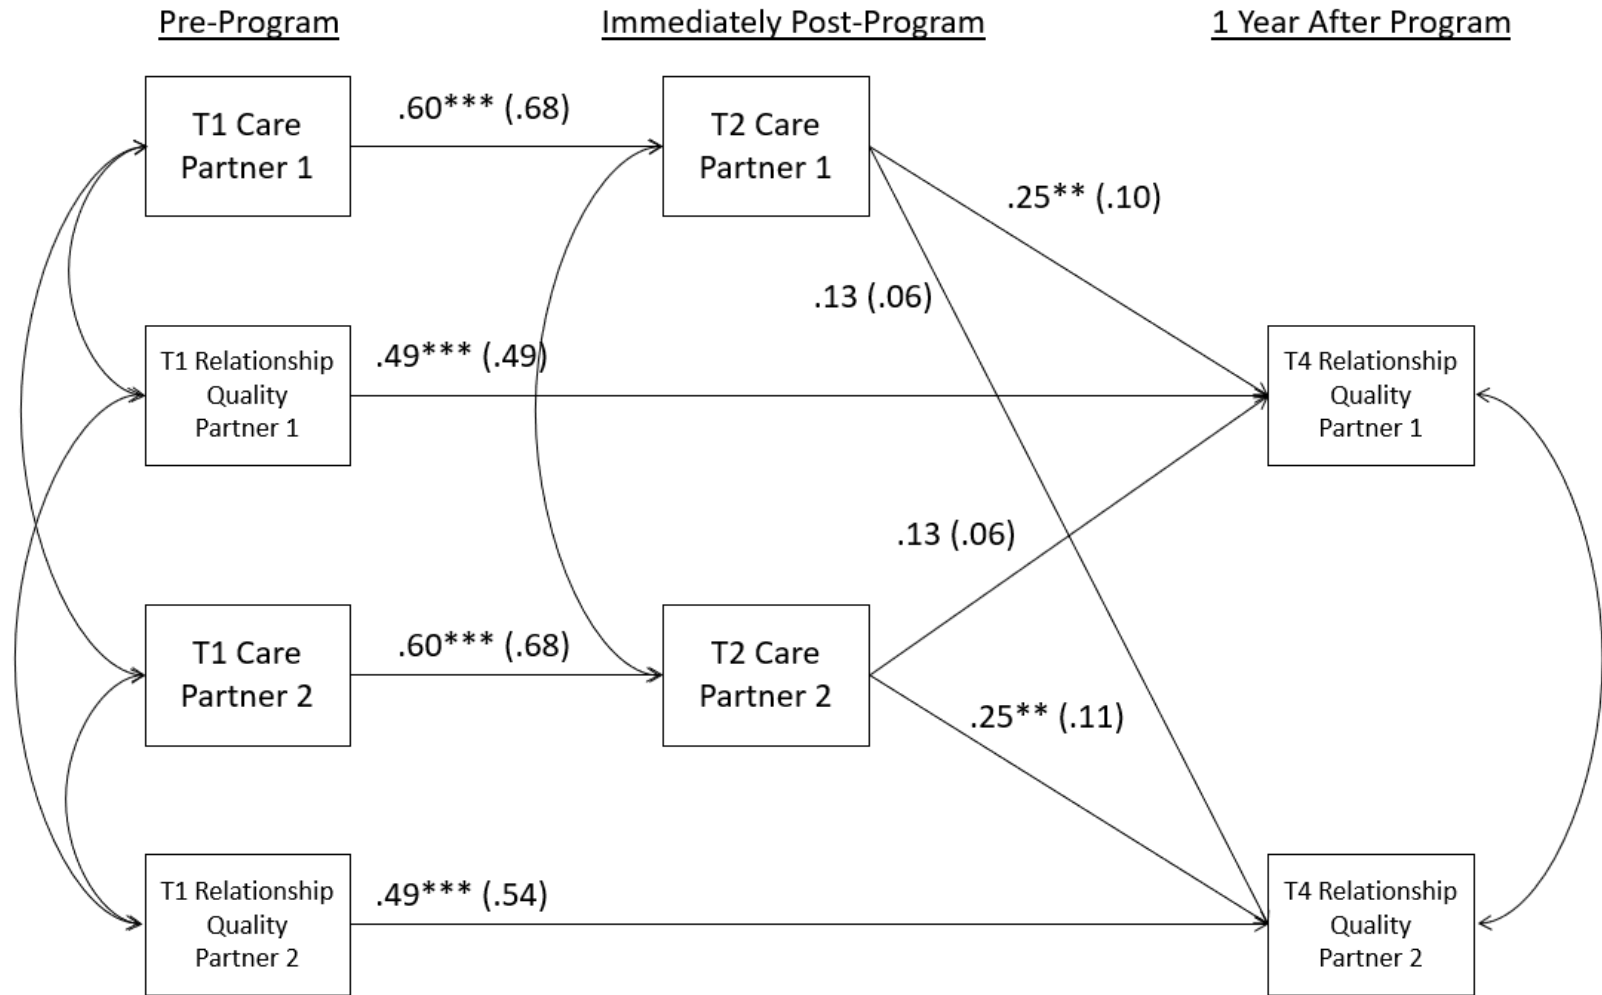 Pre-Program
Immediately Post-Program
1 Year After Program
T1 Care
Partner 1
.60*** (.68)
T2 Care
Partner 1
.25** (.10)
.13 (.06)
T1 Relationship
Quality
Partner 1
.49*** (.49)
T4 Relationship
Quality
Partner 1
.13 (.06)
T1 Care
Partner 2
.60*** (.68)
T2 Care
Partner 2
.25** (.11)
T1 Relationship
Quality
Partner 2
.49*** (.54)
T4 Relationship
Quality
Partner 2